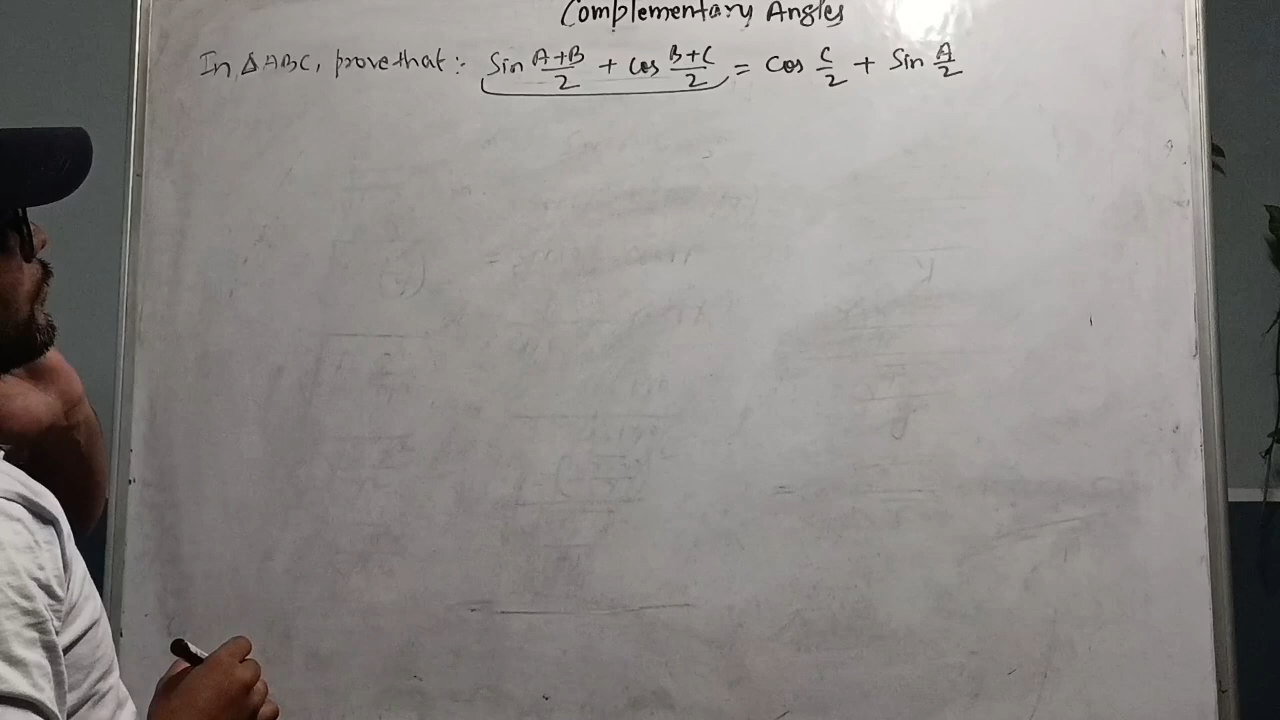 Complementary Angles
In ΔABC, prove that :- Sin A+B/2 + cos B+C/2 = cos C/2 + Sin A/2